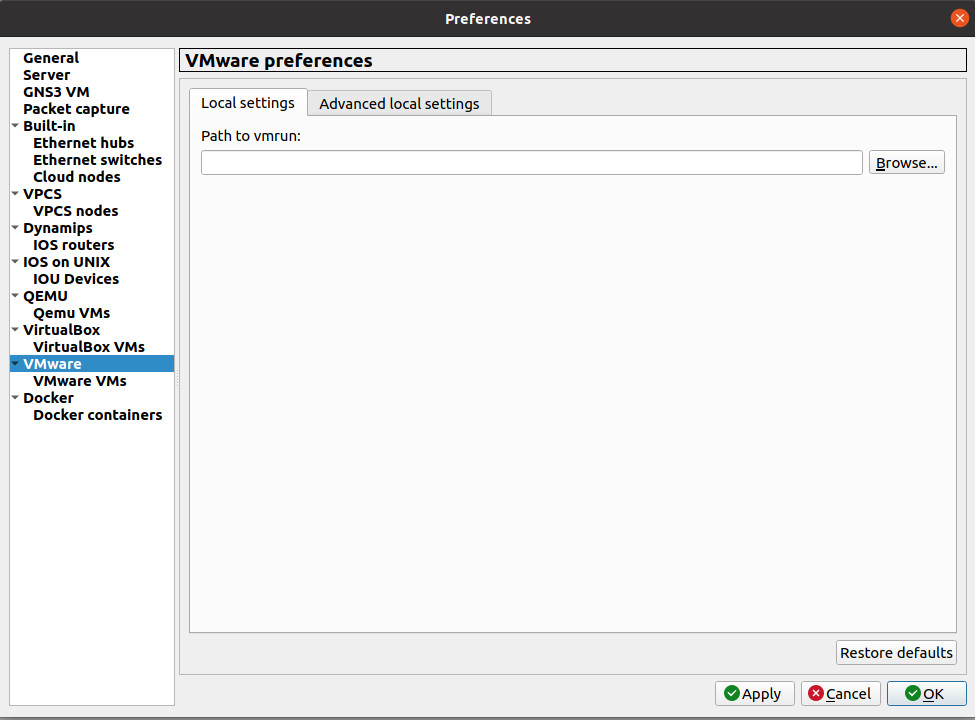 Preferences
General
Server
GNS3 VM
Packet capture
Built-in
Ethernet hubs
Ethernet switches
Cloud nodes
VPCS
VPCS nodes
Dynamips
IOS routers
IOS on UNIX
IOU Devices
QEMU
Qemu VMs
VirtualBox
VirtualBox VMs
VMware
VMware VMs
Docker
Docker containers
VMware preferences
Local settings
Advanced local settings
Path to vmrun:
Browse...
Restore defaults
Apply
Cancel
OK